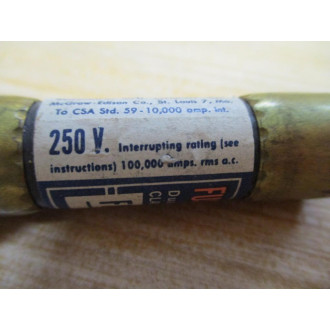 McGraw-Edison Co., St. Louis 7, Mo.
To CSA Std. 59-10,000 amp. int.
250 V. Interrupting rating (see
instructions) 100,000 amps. rms a.c.
FU